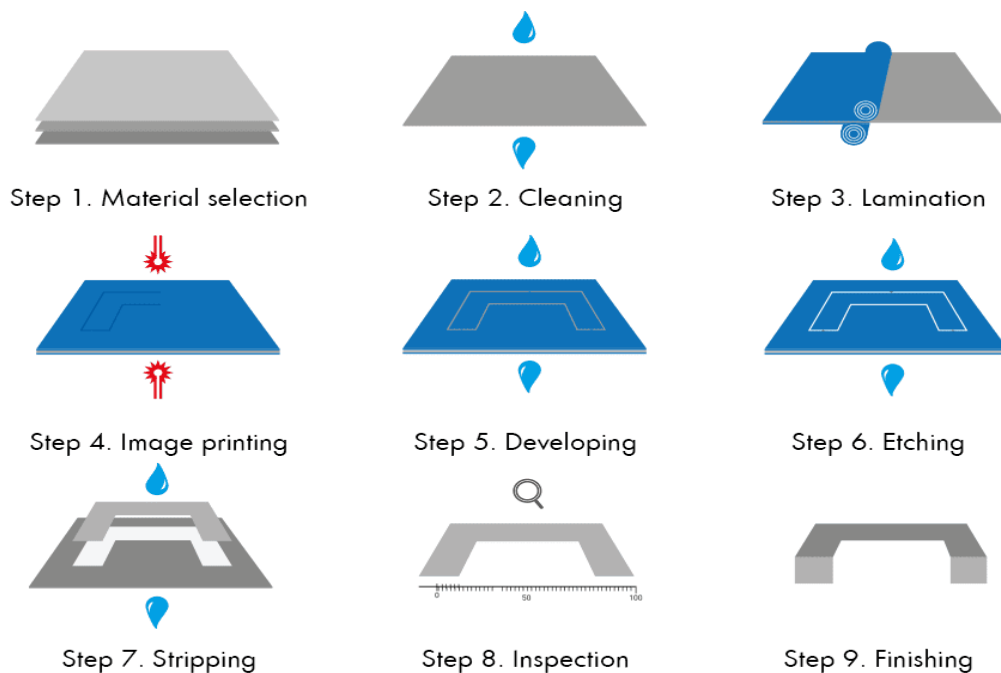 Step 1. Material selection
Step 2. Cleaning
Step 3. Lamination
Step 4. Image printing
Step 5. Developing
Step 6. Etching
0
50
100
Step 7. Stripping
Step 8. Inspection
Step 9. Finishing